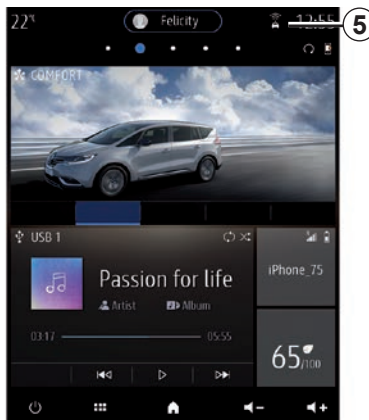 22°C Felicity 12:55
5
COMFORT
USB 1
Passion for life
Artist Album
03:17 05:55
iPhone_75
65/100